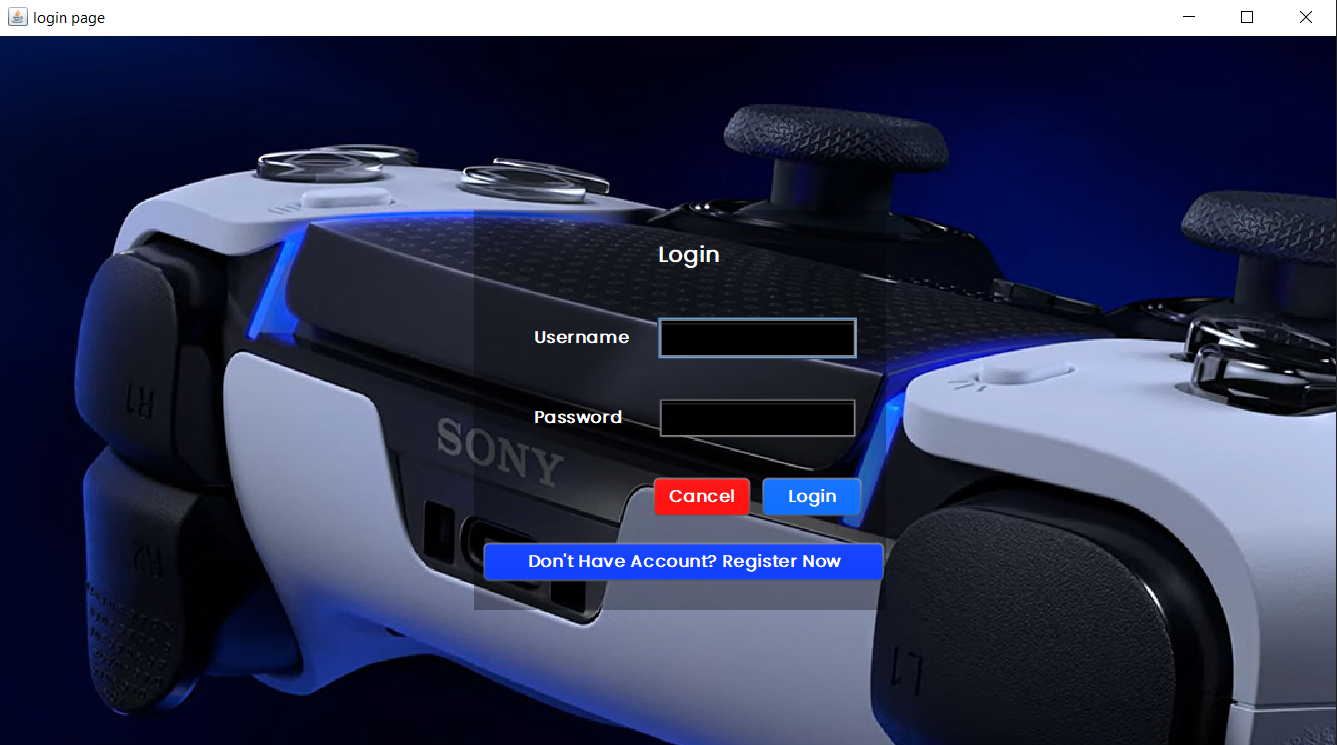 login page
Login
Username
Password
SONY
Cancel Login
Don't Have Account? Register Now
R1
R2
L1